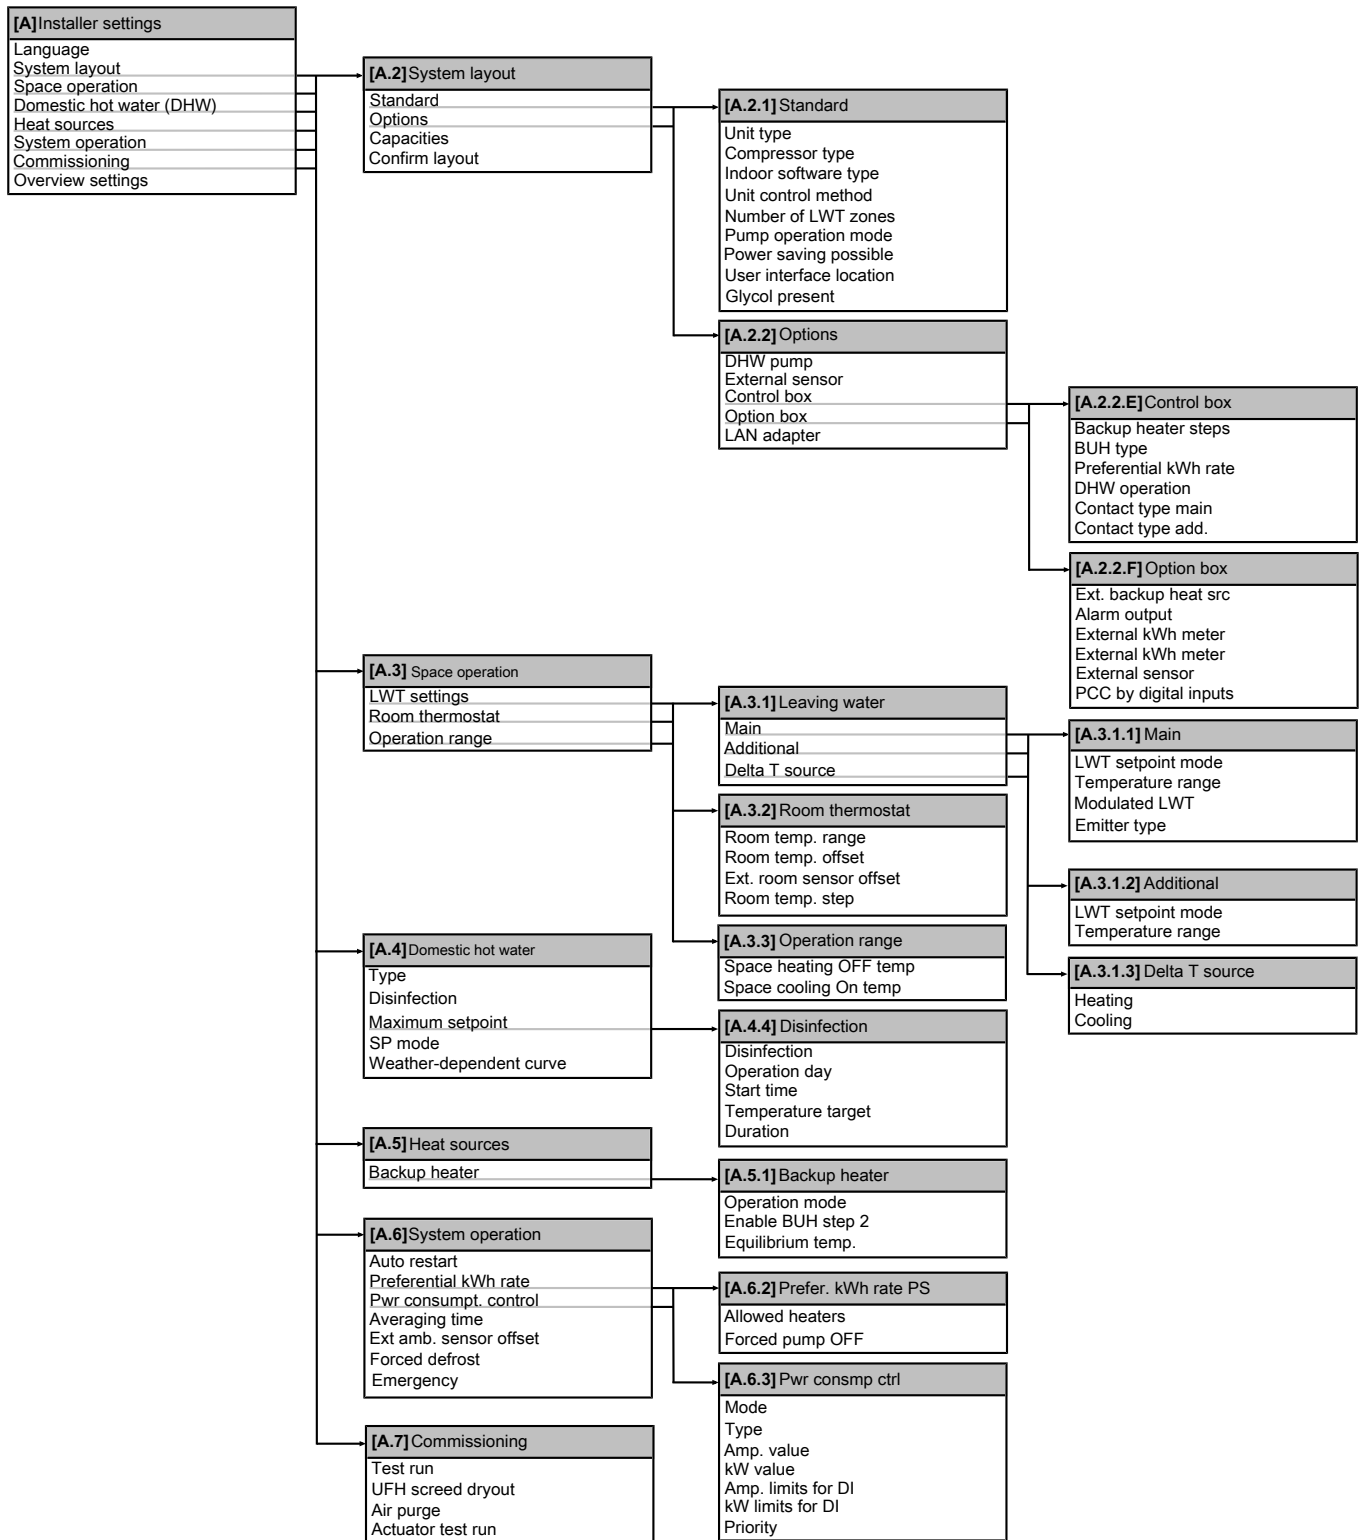 [A]Installer settings
Language
System layout
Space operation
Domestic hot water (DHW)
Heat sources
System operation
Commissioning
Overview settings
[A.2]System layout
Standard
Options
Capacities
Confirm layout
[A.2.1]Standard
Unit type
Compressor type
Indoor software type
Unit control method
Number of LWT zones
Pump operation mode
Power saving possible
User interface location
Glycol present
[A.2.2]Options
DHW pump
External sensor
Control box
Option box
LAN adapter
[A.2.2.E]Control box
Backup heater steps
BUH type
Preferential kWh rate
DHW operation
Contact type main
Contact type add.
[A.2.2.F]Option box
Ext. backup heat src
Alarm output
External kWh meter
External kWh meter
External sensor
PCC by digital inputs
[A.3] Space operation
LWT settings
Room thermostat
Operation range
[A.3.1]Leaving water
Main
Additional
Delta T source
[A.3.1.1]Main
LWT setpoint mode
Temperature range
Modulated LWT
Emitter type
[A.3.1.2]Additional
LWT setpoint mode
Temperature range
[A.3.1.3]Delta T source
Heating
Cooling
[A.3.2]Room thermostat
Room temp. range
Room temp. offset
Ext. room sensor offset
Room temp. step
[A.3.3]Operation range
Space heating OFF temp
Space cooling On temp
[A.4]Domestic hot water
Type
Disinfection
Maximum setpoint
SP mode
Weather-dependent curve
[A.4.4]Disinfection
Disinfection
Operation day
Start time
Temperature target
Duration
[A.5]Heat sources
Backup heater
[A.5.1]Backup heater
Operation mode
Enable BUH step 2
Equilibrium temp.
[A.6]System operation
Auto restart
Preferential kWh rate
Pwr consumpt. control
Averaging time
Ext amb. sensor offset
Forced defrost
Emergency
[A.6.2]Prefer. kWh rate PS
Allowed heaters
Forced pump OFF
[A.6.3]Pwr consmp ctrl
Mode
Type
Amp. value
kW value
Amp. limits for DI
kW limits for DI
Priority
[A.7]Commissioning
Test run
UFH screed dryout
Air purge
Actuator test run